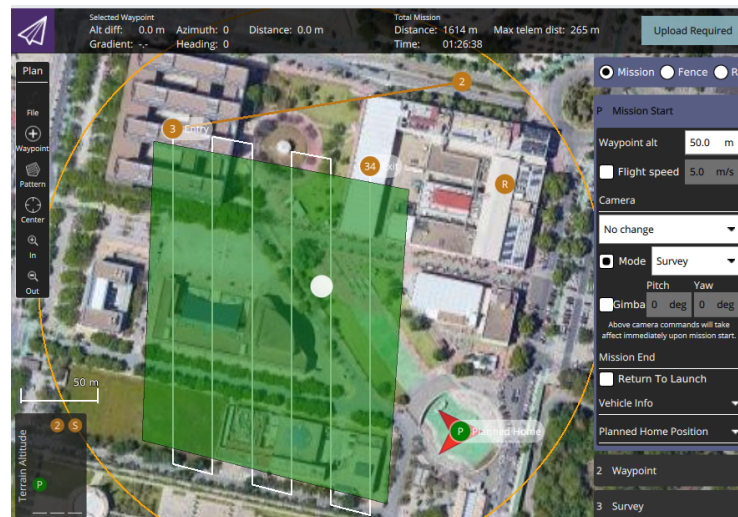 Selected Waypoint
Alt diff: 0.0 m Azimuth: 0 Distance: 0.0 m
Gradient: -.- Heading: 0
Total Mission
Distance: 1614 m Max telem dist: 265 m
Time: 01:26:38
Upload Required
Plan
File
Waypoint
Pattern
Center
In
Out
2
3 Entry
34 Exit
R
50 m
2 S
Terrain Altitude
P
P Planned Home
Mission Fence R
P Mission Start
Waypoint alt 50.0 m
Flight speed 5.0 m/s
Camera
No change
Mode Survey
Pitch Yaw
Gimba 0 deg 0 deg
Above camera commands will take
affect immediately upon mission start.
Mission End
Return To Launch
Vehicle Info
Planned Home Position
2 Waypoint
3 Survey